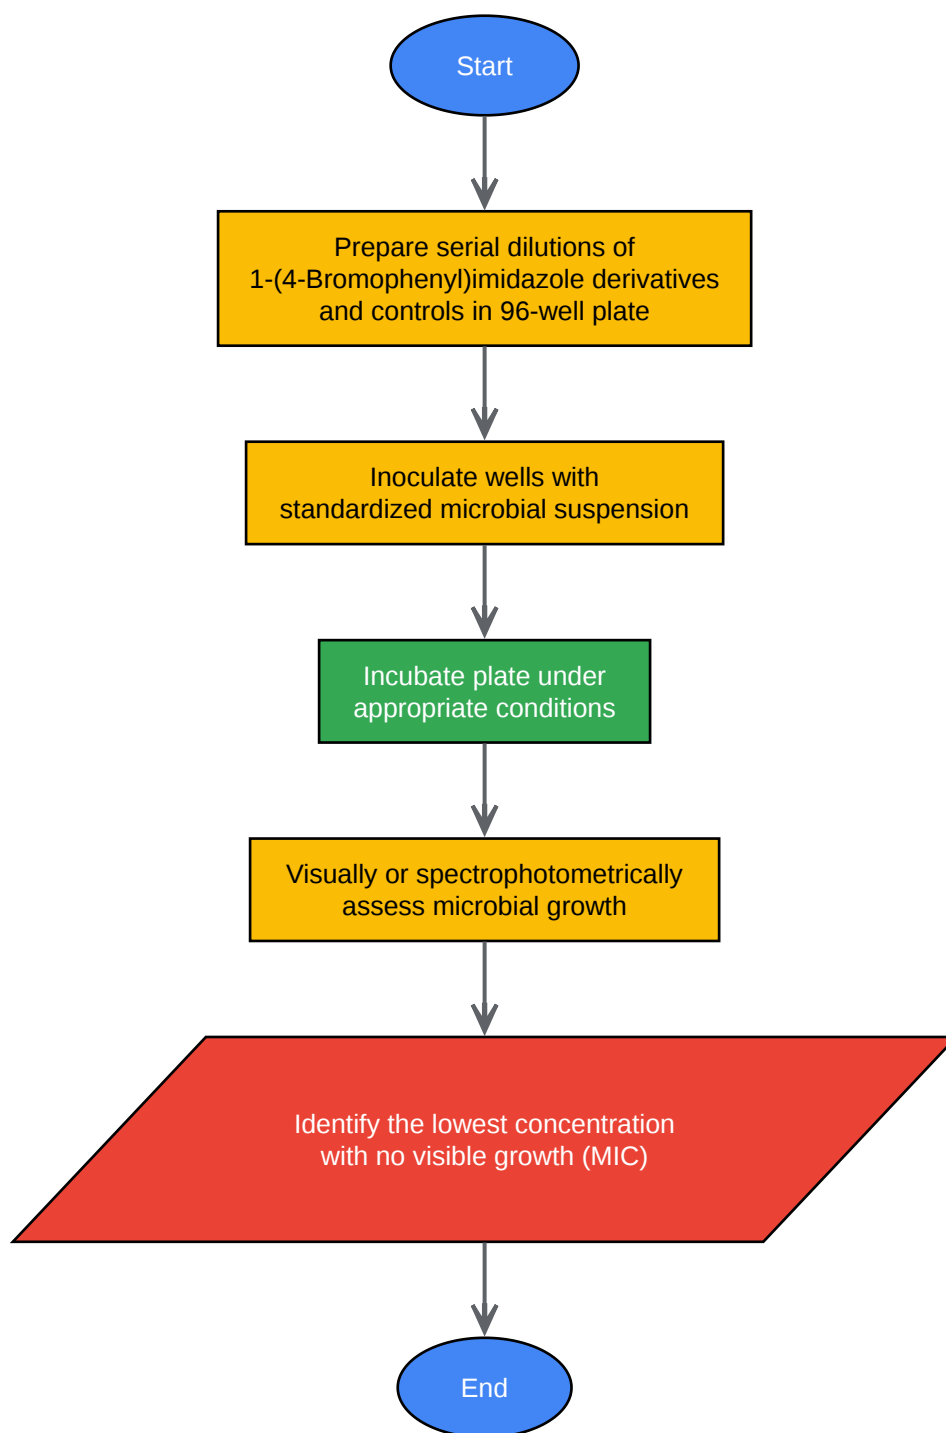 Start
Prepare serial dilutions of
1-(4-Bromophenyl)imidazole derivatives
and controls in 96-well plate
Inoculate wells with
standardized microbial suspension
Incubate plate under
appropriate conditions
Visually or spectrophotometrically
assess microbial growth
Identify the lowest concentration
with no visible growth (MIC)
End